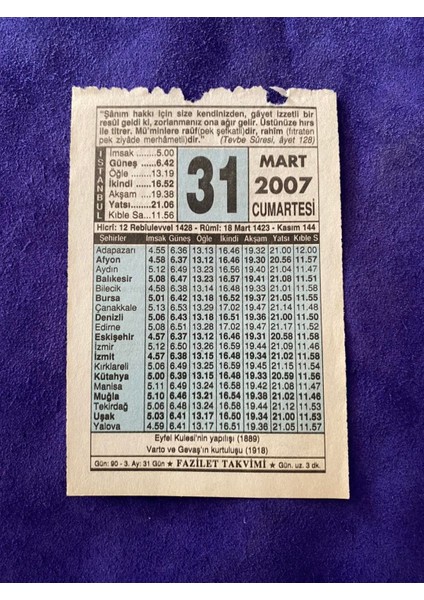 "Şânım hakkı için size kendinizden, gâyet izzetli bir
resûl geldi ki, zorlanmanız ona ağır gelir. Üstünüze hırs
ile titrer. Mü'minlere raûf(pek şefkatli)dir, rahîm (fıtraten
pek ziyâde merhâmetli)dir." (Tevbe Sûresi, âyet 128)
İSTANBUL
İmsak ........5.00
Güneş ......6.42
Öğle ........13.19
İkindi .....16.52
Akşam ....19.38
Yatsı.......21.06
Kıble Sa...11.56
31
MART
2007
CUMARTESİ
Hicrî: 12 Rebîulevvel 1428 - Rûmî: 18 Mart 1423 - Kasım 144
Şehirler İmsak Güneş Öğle İkindi Akşam Yatsı Kıble S
Adapazarı 4.55 6.36 13.13 16.46 19.32 21.00 12.00
Afyon 4.58 6.37 13.12 16.46 19.30 20.56 11.57
Aydın 5.12 6.49 13.23 16.56 19.40 21.07 11.47
Balıkesir 5.08 6.47 13.21 16.55 19.41 21.08 11.51
Bilecik 4.58 6.38 13.14 16.48 19.33 21.01 11.58
Bursa 5.01 6.42 13.18 16.52 19.37 21.05 11.55
Çanakkale 5.13 6.53 13.29 17.02 19.47 21.14 11.48
Denizli 5.06 6.43 13.18 16.51 19.36 21.00 11.50
Edirne 5.08 6.51 13.28 17.02 19.47 21.17 11.52
Eskişehir 4.57 6.37 13.12 16.46 19.31 20.58 11.58
İzmir 5.12 6.50 13.26 16.59 19.44 21.09 11.46
İzmit 4.57 6.38 13.15 16.48 19.34 21.02 11.58
Kırklareli 5.06 6.49 13.25 16.59 19.45 21.15 11.53
Kütahya 5.00 6.39 13.15 16.48 19.33 20.59 11.56
Manisa 5.11 6.49 13.24 16.58 19.42 21.08 11.47
Muğla 5.10 6.46 13.21 16.54 19.38 21.02 11.46
Tekirdağ 5.06 6.48 13.24 16.58 19.44 21.12 11.53
Uşak 5.03 6.41 13.17 16.50 19.34 21.00 11.53
Yalova 4.59 6.41 13.17 16.51 19.36 21.05 11.57
Eyfel Kulesi'nin yapılışı (1889)
Varto ve Gevaş'ın kurtuluşu (1918)
Gün: 90 - 3. Ay: 31 Gün ★ FAZİLET TAKVİMİ ★ Gün. uz. 3 dk.